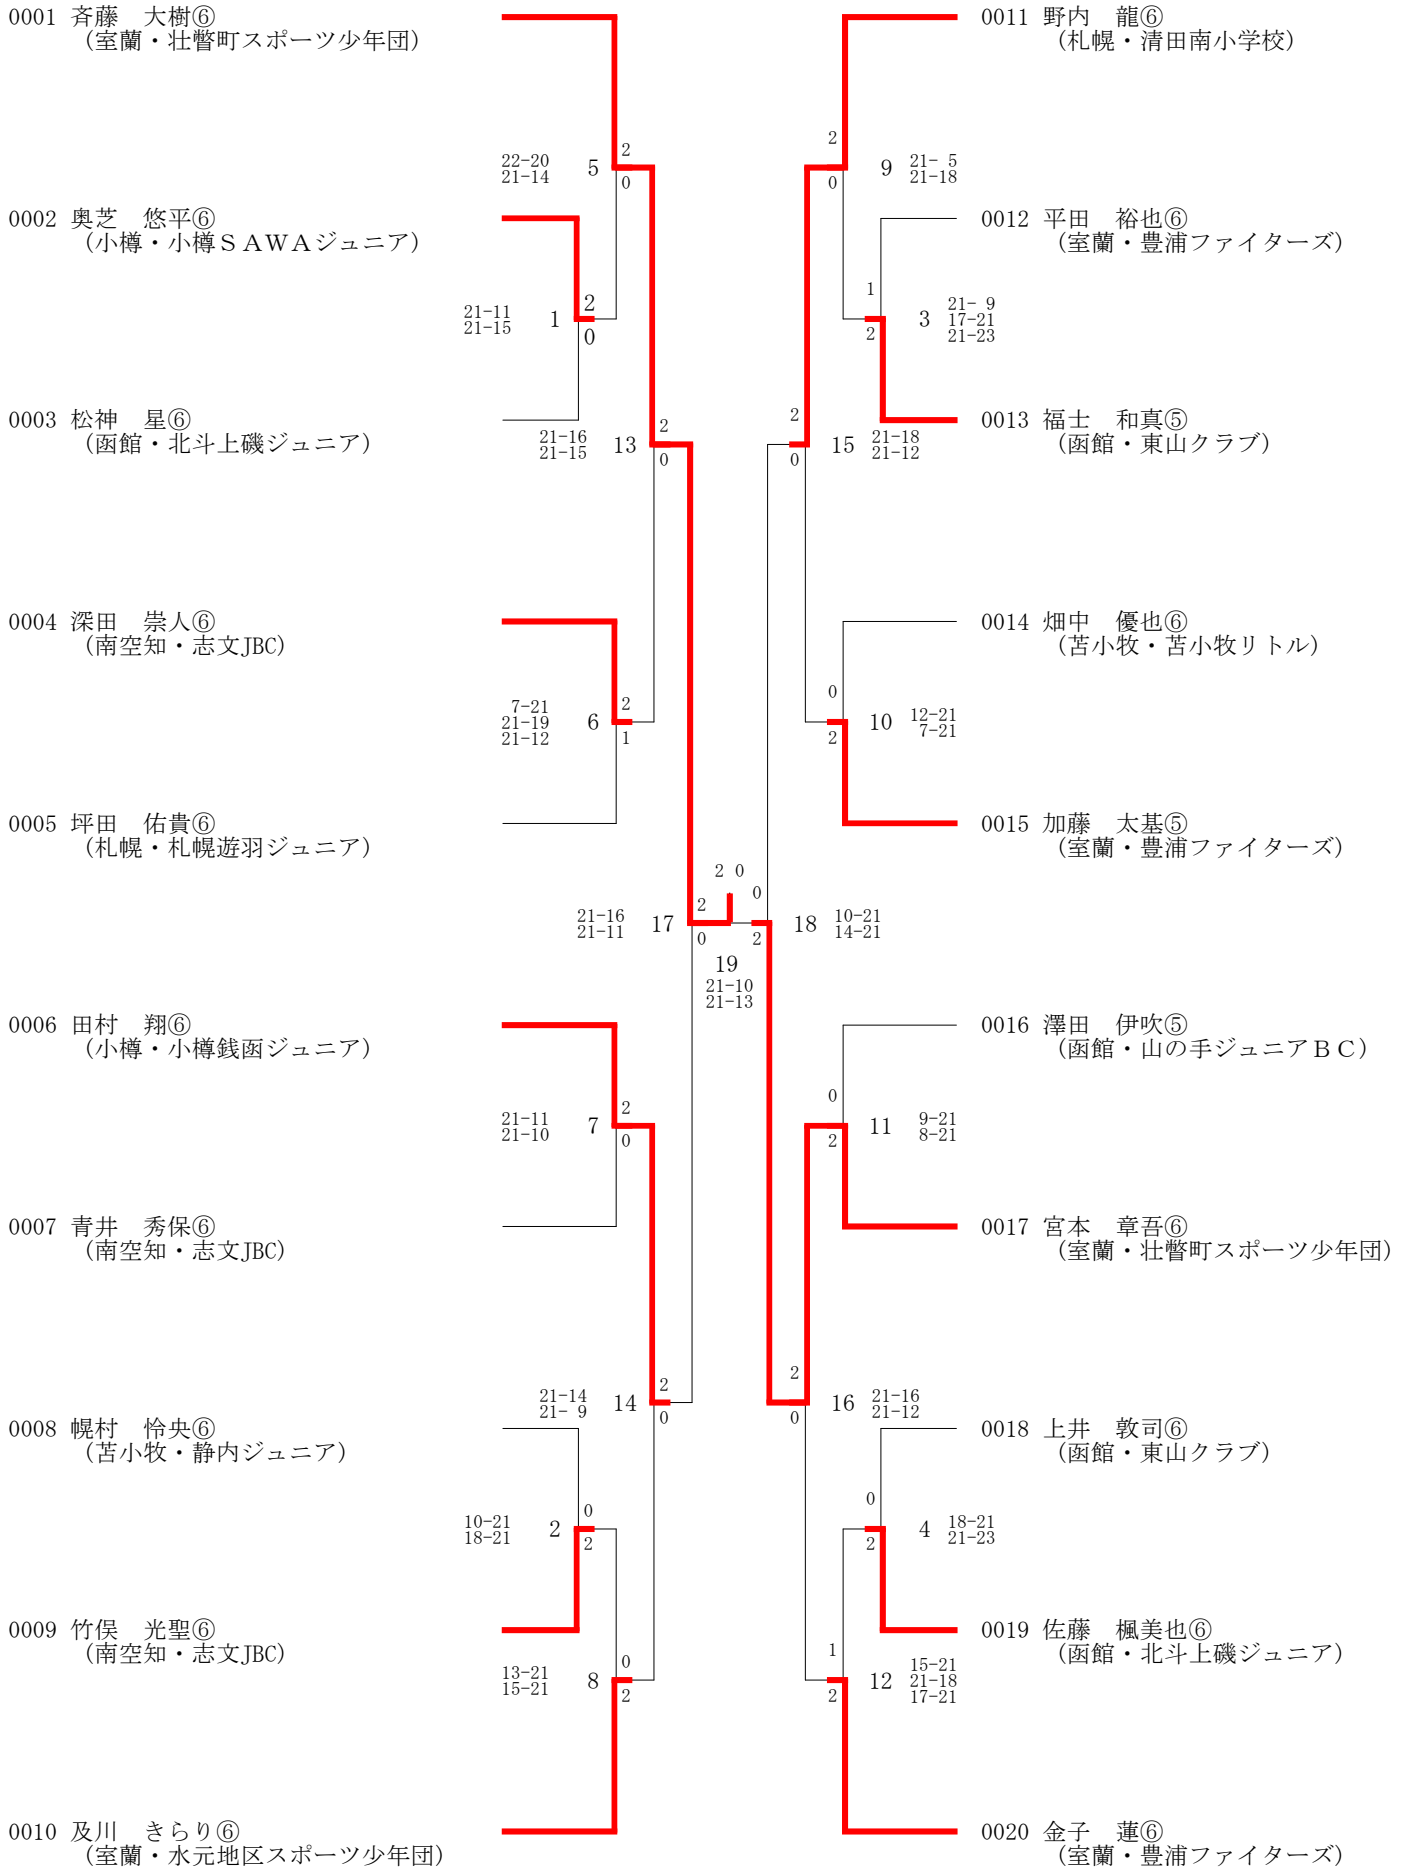 0001 斉藤　大樹⑥
（室蘭・壮瞥町スポーツ少年団）
22-20
21-14
5
2
0
0002 奥芝　悠平⑥
（小樽・小樽ＳＡＷＡジュニア）
21-11
21-15
1
2
0
0003 松神　星⑥
（函館・北斗上磯ジュニア）
21-16
21-15
13
2
0
0004 深田　崇人⑥
（南空知・志文JBC）
7-21
21-19
21-12
6
2
1
0005 坪田　佑貴⑥
（札幌・札幌遊羽ジュニア）
21-16
21-11
17
2
0
0006 田村　翔⑥
（小樽・小樽銭函ジュニア）
21-11
21-10
7
2
0
0007 青井　秀保⑥
（南空知・志文JBC）
21-14
21- 9
14
2
0
0008 幌村　怜央⑥
（苫小牧・静内ジュニア）
10-21
18-21
2
0
2
0009 竹俣　光聖⑥
（南空知・志文JBC）
13-21
15-21
8
0
2
0010 及川　きらり⑥
（室蘭・水元地区スポーツ少年団）
2 0
19
21-10
21-13
0011 野内　龍⑥
（札幌・清田南小学校）
2
0
9
21- 5
21-18
0012 平田　裕也⑥
（室蘭・豊浦ファイターズ）
1
2
3
21- 9
17-21
21-23
0013 福士　和真⑤
（函館・東山クラブ）
2
0
15
21-18
21-12
0014 畑中　優也⑥
（苫小牧・苫小牧リトル）
0
2
10
12-21
7-21
0015 加藤　太基⑤
（室蘭・豊浦ファイターズ）
0
2
18
10-21
14-21
0016 澤田　伊吹⑤
（函館・山の手ジュニアＢＣ）
0
2
11
9-21
8-21
0017 宮本　章吾⑥
（室蘭・壮瞥町スポーツ少年団）
2
0
16
21-16
21-12
0018 上井　敦司⑥
（函館・東山クラブ）
0
2
4
18-21
21-23
0019 佐藤　楓美也⑥
（函館・北斗上磯ジュニア）
1
2
12
15-21
21-18
17-21
0020 金子　蓮⑥
（室蘭・豊浦ファイターズ）